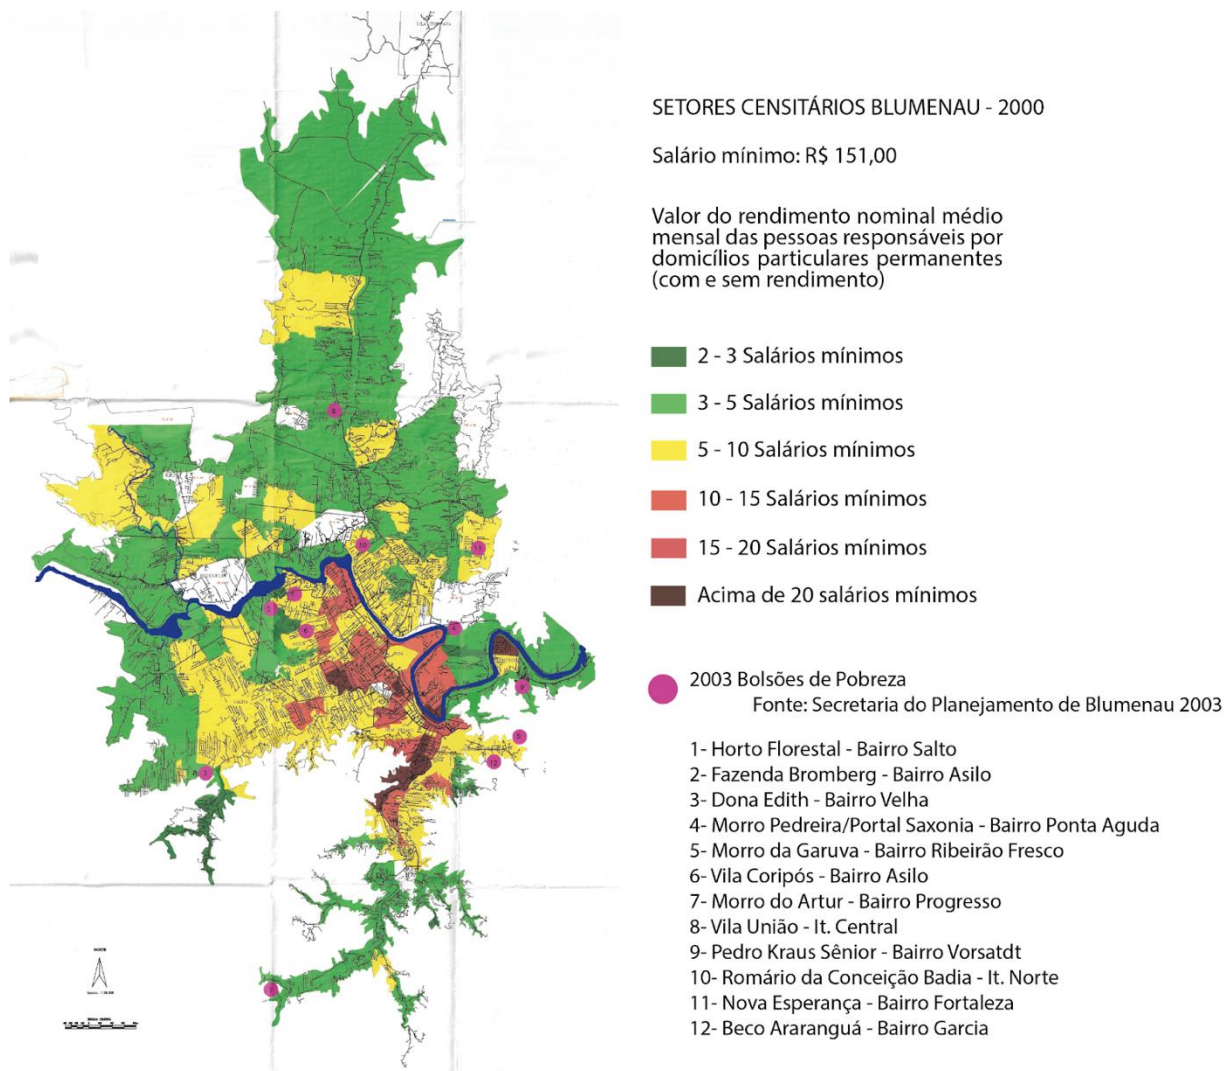 SETORES CENSITÁRIOS BLUMENAU - 2000
Salário mínimo: R$ 151,00
Valor do rendimento nominal médio
mensal das pessoas responsáveis por
domicílios particulares permanentes
(com e sem rendimento)
2 - 3 Salários mínimos
3 - 5 Salários mínimos
5 - 10 Salários mínimos
10 - 15 Salários mínimos
15 - 20 Salários mínimos
Acima de 20 salários mínimos
2003 Bolsões de Pobreza
Fonte: Secretaria do Planejamento de Blumenau 2003
1- Horto Florestal - Bairro Salto
2- Fazenda Bromberg - Bairro Asilo
3- Dona Edith - Bairro Velha
4- Morro Pedreira/Portal Saxonia - Bairro Ponta Aguda
5- Morro da Garuva - Bairro Ribeirão Fresco
6- Vila Coripós - Bairro Asilo
7- Morro do Artur - Bairro Progresso
8- Vila União - It. Central
9- Pedro Kraus Sênior - Bairro Vorsatdt
10- Romário da Conceição Badia - It. Norte
11- Nova Esperança - Bairro Fortaleza
12- Beco Araranguá - Bairro Garcia